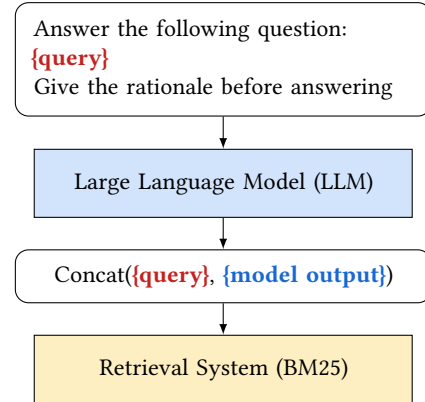 Answer the following question:
{query}
Give the rationale before answering
Large Language Model (LLM)
Concat({query}, {model output})
Retrieval System (BM25)